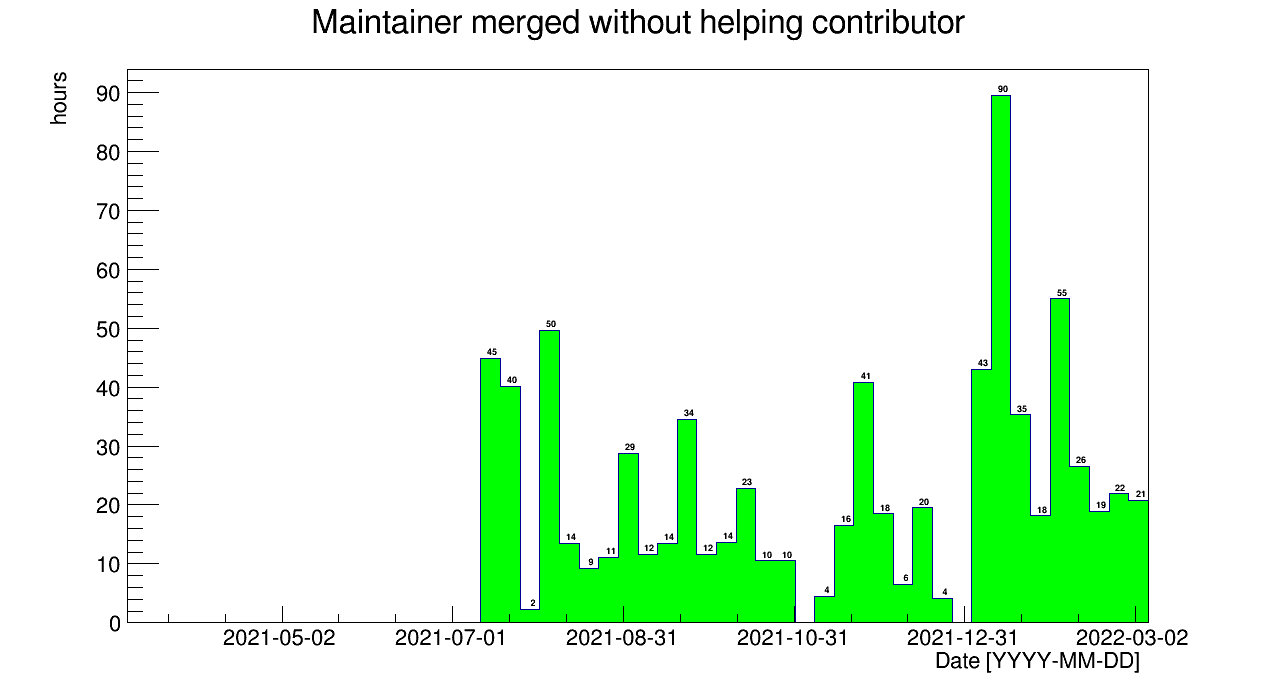 Maintainer merged without helping contributor
hours
90
80
70
60
50
40
30
20
10
0
45 40 2 50 14 9 11 29 12 14 34 12 14 23 10 10 4 16 41 18 6 20 4 43 90 35 18 55 26 19 22 21
2021-05-02 2021-07-01 2021-08-31 2021-10-31 2021-12-31 2022-03-02
Date [YYYY-MM-DD]